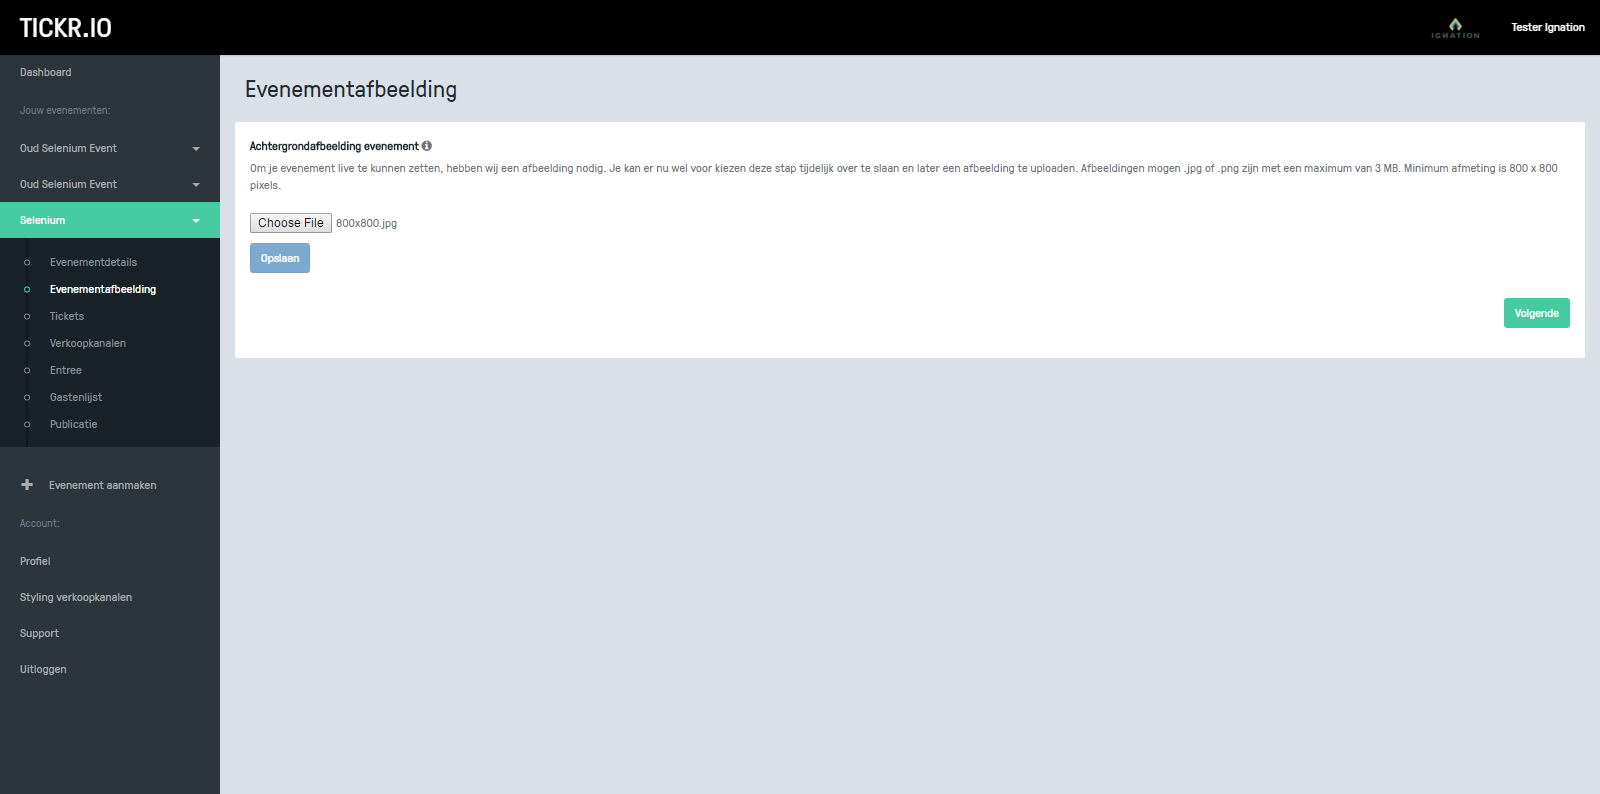 TICKR.IO
IGNATION
Tester Ignation
Dashboard
Jouw evenementen:
Oud Selenium Event
Oud Selenium Event
Selenium
Evenementdetails
Evenementafbeelding
Tickets
Verkoopkanalen
Entree
Gastenlijst
Publicatie
Evenement aanmaken
Account:
Profiel
Styling verkoopkanalen
Support
Uitloggen
Evenementafbeelding
Achtergrondafbeelding evenement
Om je evenement live te kunnen zetten, hebben wij een afbeelding nodig. Je kan er nu wel voor kiezen deze stap tijdelijk over te slaan en later een afbeelding te uploaden. Afbeeldingen mogen .jpg of .png zijn met een maximum van 3 MB. Minimum afmeting is 800 x 800
pixels.
Choose File 800x800.jpg
Opslaan
Volgende